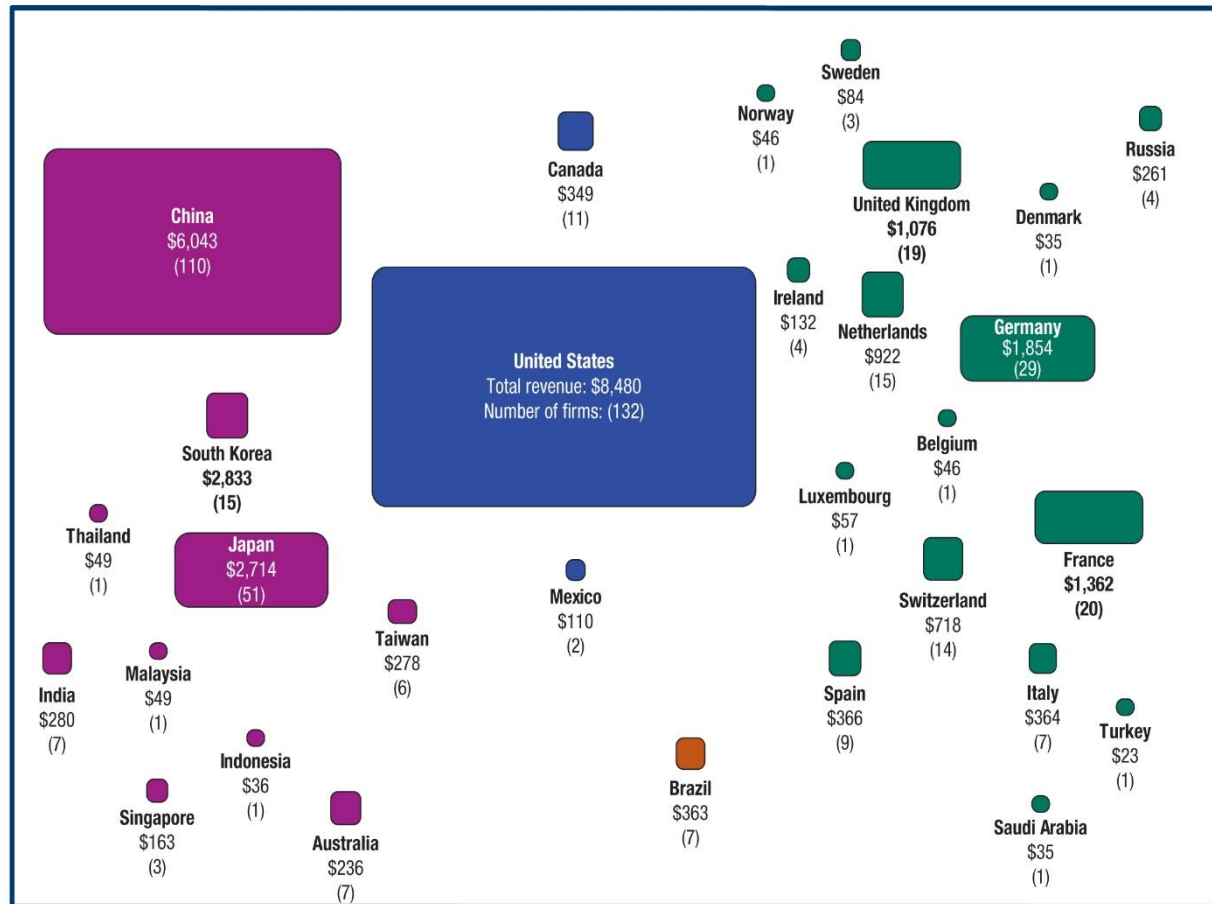 Sweden
$84
(3)
Norway
$46
(1)
Russia
$261
(4)
Canada
$349
(11)
China
$6,043
(110)
United Kingdom
$1,076
(19)
Denmark
$35
(1)
Ireland
$132
(4)
Netherlands
$922
(15)
Germany
$1,854
(29)
United States
Total revenue: $8,480
Number of firms: (132)
South Korea
$2,833
(15)
Belgium
$46
(1)
Luxembourg
$57
(1)
Thailand
$49
(1)
Japan
$2,714
(51)
France
$1,362
(20)
Mexico
$110
(2)
Switzerland
$718
(14)
Taiwan
$278
(6)
India
$280
(7)
Malaysia
$49
(1)
Spain
$366
(9)
Italy
$364
(7)
Turkey
$23
(1)
Indonesia
$36
(1)
Brazil
$363
(7)
Singapore
$163
(3)
Australia
$236
(7)
Saudi Arabia
$35
(1)